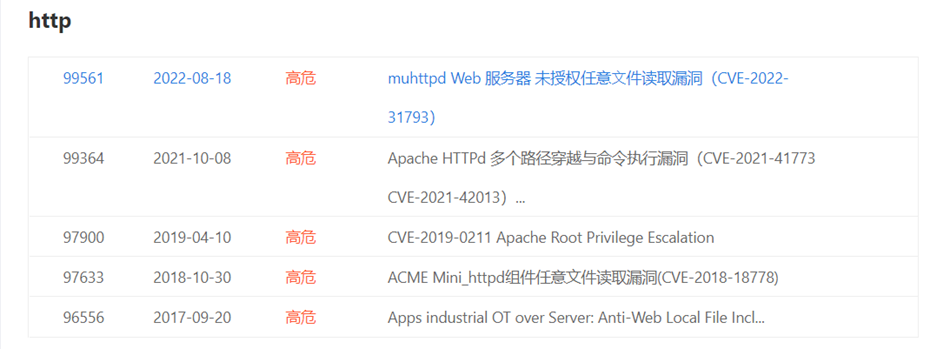 http
99561 2022-08-18 高危 muhttpd Web 服务器 未授权任意文件读取漏洞（CVE-2022-
31793）
99364 2021-10-08 高危 Apache HTTPd 多个路径穿越与命令执行漏洞（CVE-2021-41773
CVE-2021-42013）...
97900 2019-04-10 高危 CVE-2019-0211 Apache Root Privilege Escalation
97633 2018-10-30 高危 ACME Mini_httpd组件任意文件读取漏洞(CVE-2018-18778)
96556 2017-09-20 高危 Apps industrial OT over Server: Anti-Web Local File Incl...